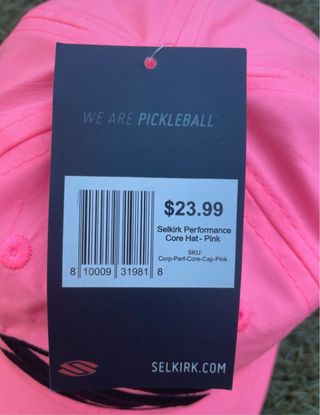 WE ARE PICKLEBALL™
$23.99
Selkirk Performance
Core Hat- Pink
SKU:
Corp-Perf-Core-Cap-Pink
8 10009 31981 8
SELKIRK.COM